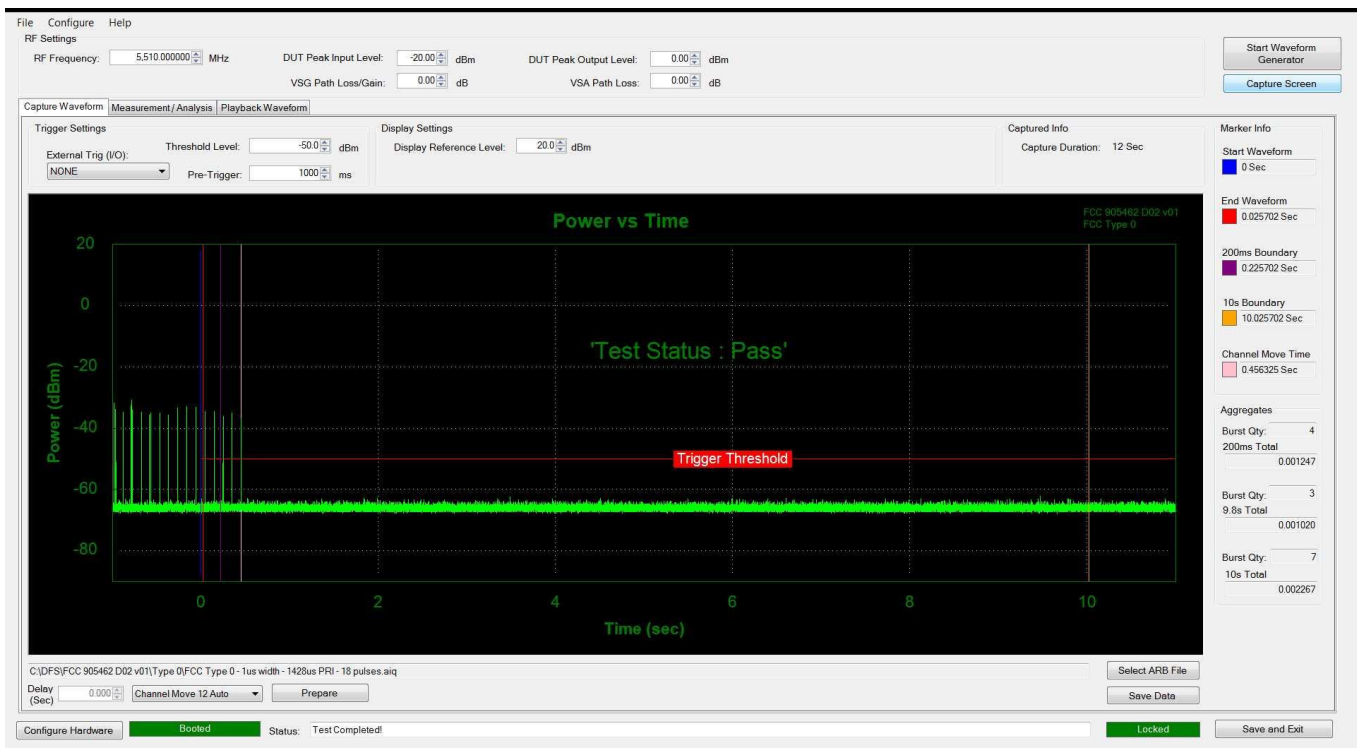 File Configure Help
RF Settings
RF Frequency: 5,510.000000 MHz DUT Peak Input Level: -20.00 dBm DUT Peak Output Level: 0.00 dBm
VSG Path Loss/Gain: 0.00 dB VSA Path Loss: 0.00 dB
Start Waveform Generator
Capture Screen
Capture Waveform Measurement / Analysis Playback Waveform
Trigger Settings
External Trig (I/O):
NONE
Threshold Level: -50.0 dBm
Pre-Trigger: 1000 ms
Display Settings
Display Reference Level: 20.0 dBm
Captured Info
Capture Duration: 12 Sec
Power vs Time
FCC 905462 D02 v01
FCC Type 0
Power (dBm)
20
0
-20
-40
-60
-80
'Test Status : Pass'
Trigger Threshold
0 2 4 6 8 10
Time (sec)
Marker Info
Start Waveform
0 Sec
End Waveform
0.025702 Sec
200ms Boundary
0.225702 Sec
10s Boundary
10.025702 Sec
Channel Move Time
0.456325 Sec
Aggregates
Burst Qty: 4
200ms Total
0.001247
Burst Qty: 3
9.8s Total
0.001020
Burst Qty: 7
10s Total
0.002267
C:\DFS\FCC 905462 D02 v01\Type 0\FCC Type 0 - 1us width - 1428us PRI - 18 pulses.aiq
Select ARB File
Delay (Sec) 0.000 Channel Move 12 Auto Prepare
Save Data
Configure Hardware Booted Status: Test Completed! Locked Save and Exit